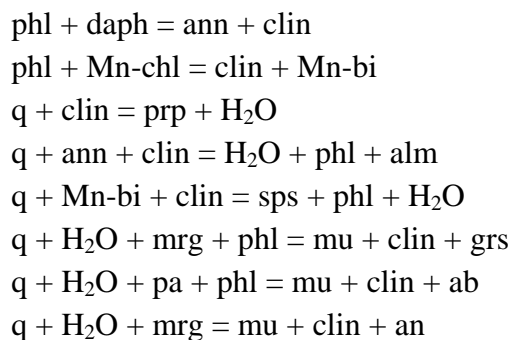 phl + daph = ann + clin
phl + Mn-chl = clin + Mn-bi
q + clin = prp + H₂O
q + ann + clin = H₂O + phl + alm
q + Mn-bi + clin = sps + phl + H₂O
q + H₂O + mrg + phl = mu + clin + grs
q + H₂O + pa + phl = mu + clin + ab
q + H₂O + mrg = mu + clin + an